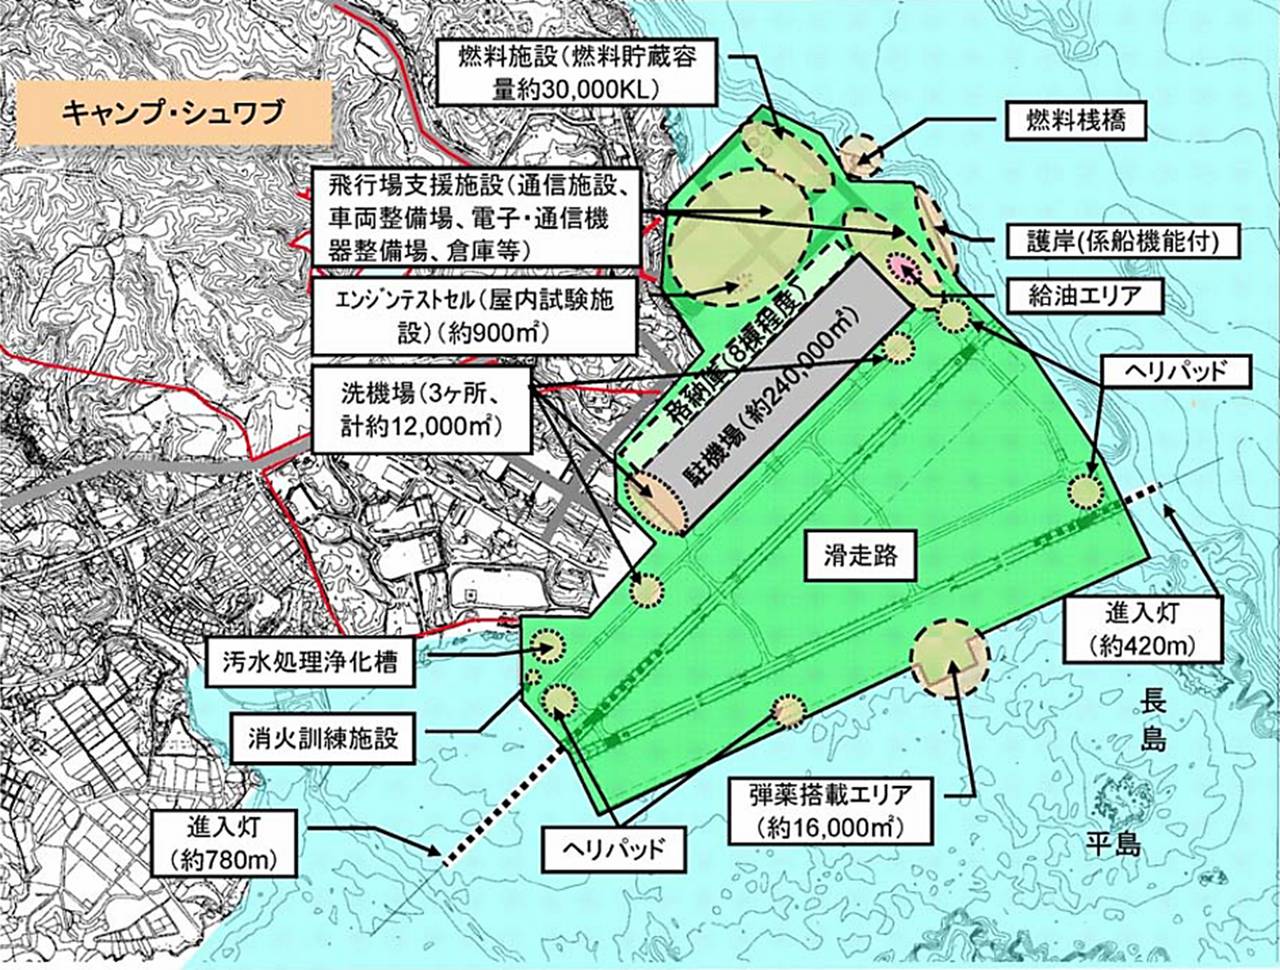 燃料施設(燃料貯蔵容
量約30,000KL)
キャンプ・シュワブ
燃料桟橋
飛行場支援施設(通信施設、
車両整備場、電子・通信機
器整備場、倉庫等)
護岸(係船機能付)
給油エリア
エンジンテストセル(屋内試験施
設)(約900㎡)
格納庫(8棟程度)
駐機場(約240,000㎡)
ヘリパッド
洗機場(3ヶ所、
計約12,000㎡)
滑走路
進入灯
(約420m)
汚水処理浄化槽
長
島
消火訓練施設
弾薬搭載エリア
(約16,000㎡)
進入灯
(約780m)
ヘリパッド
平島